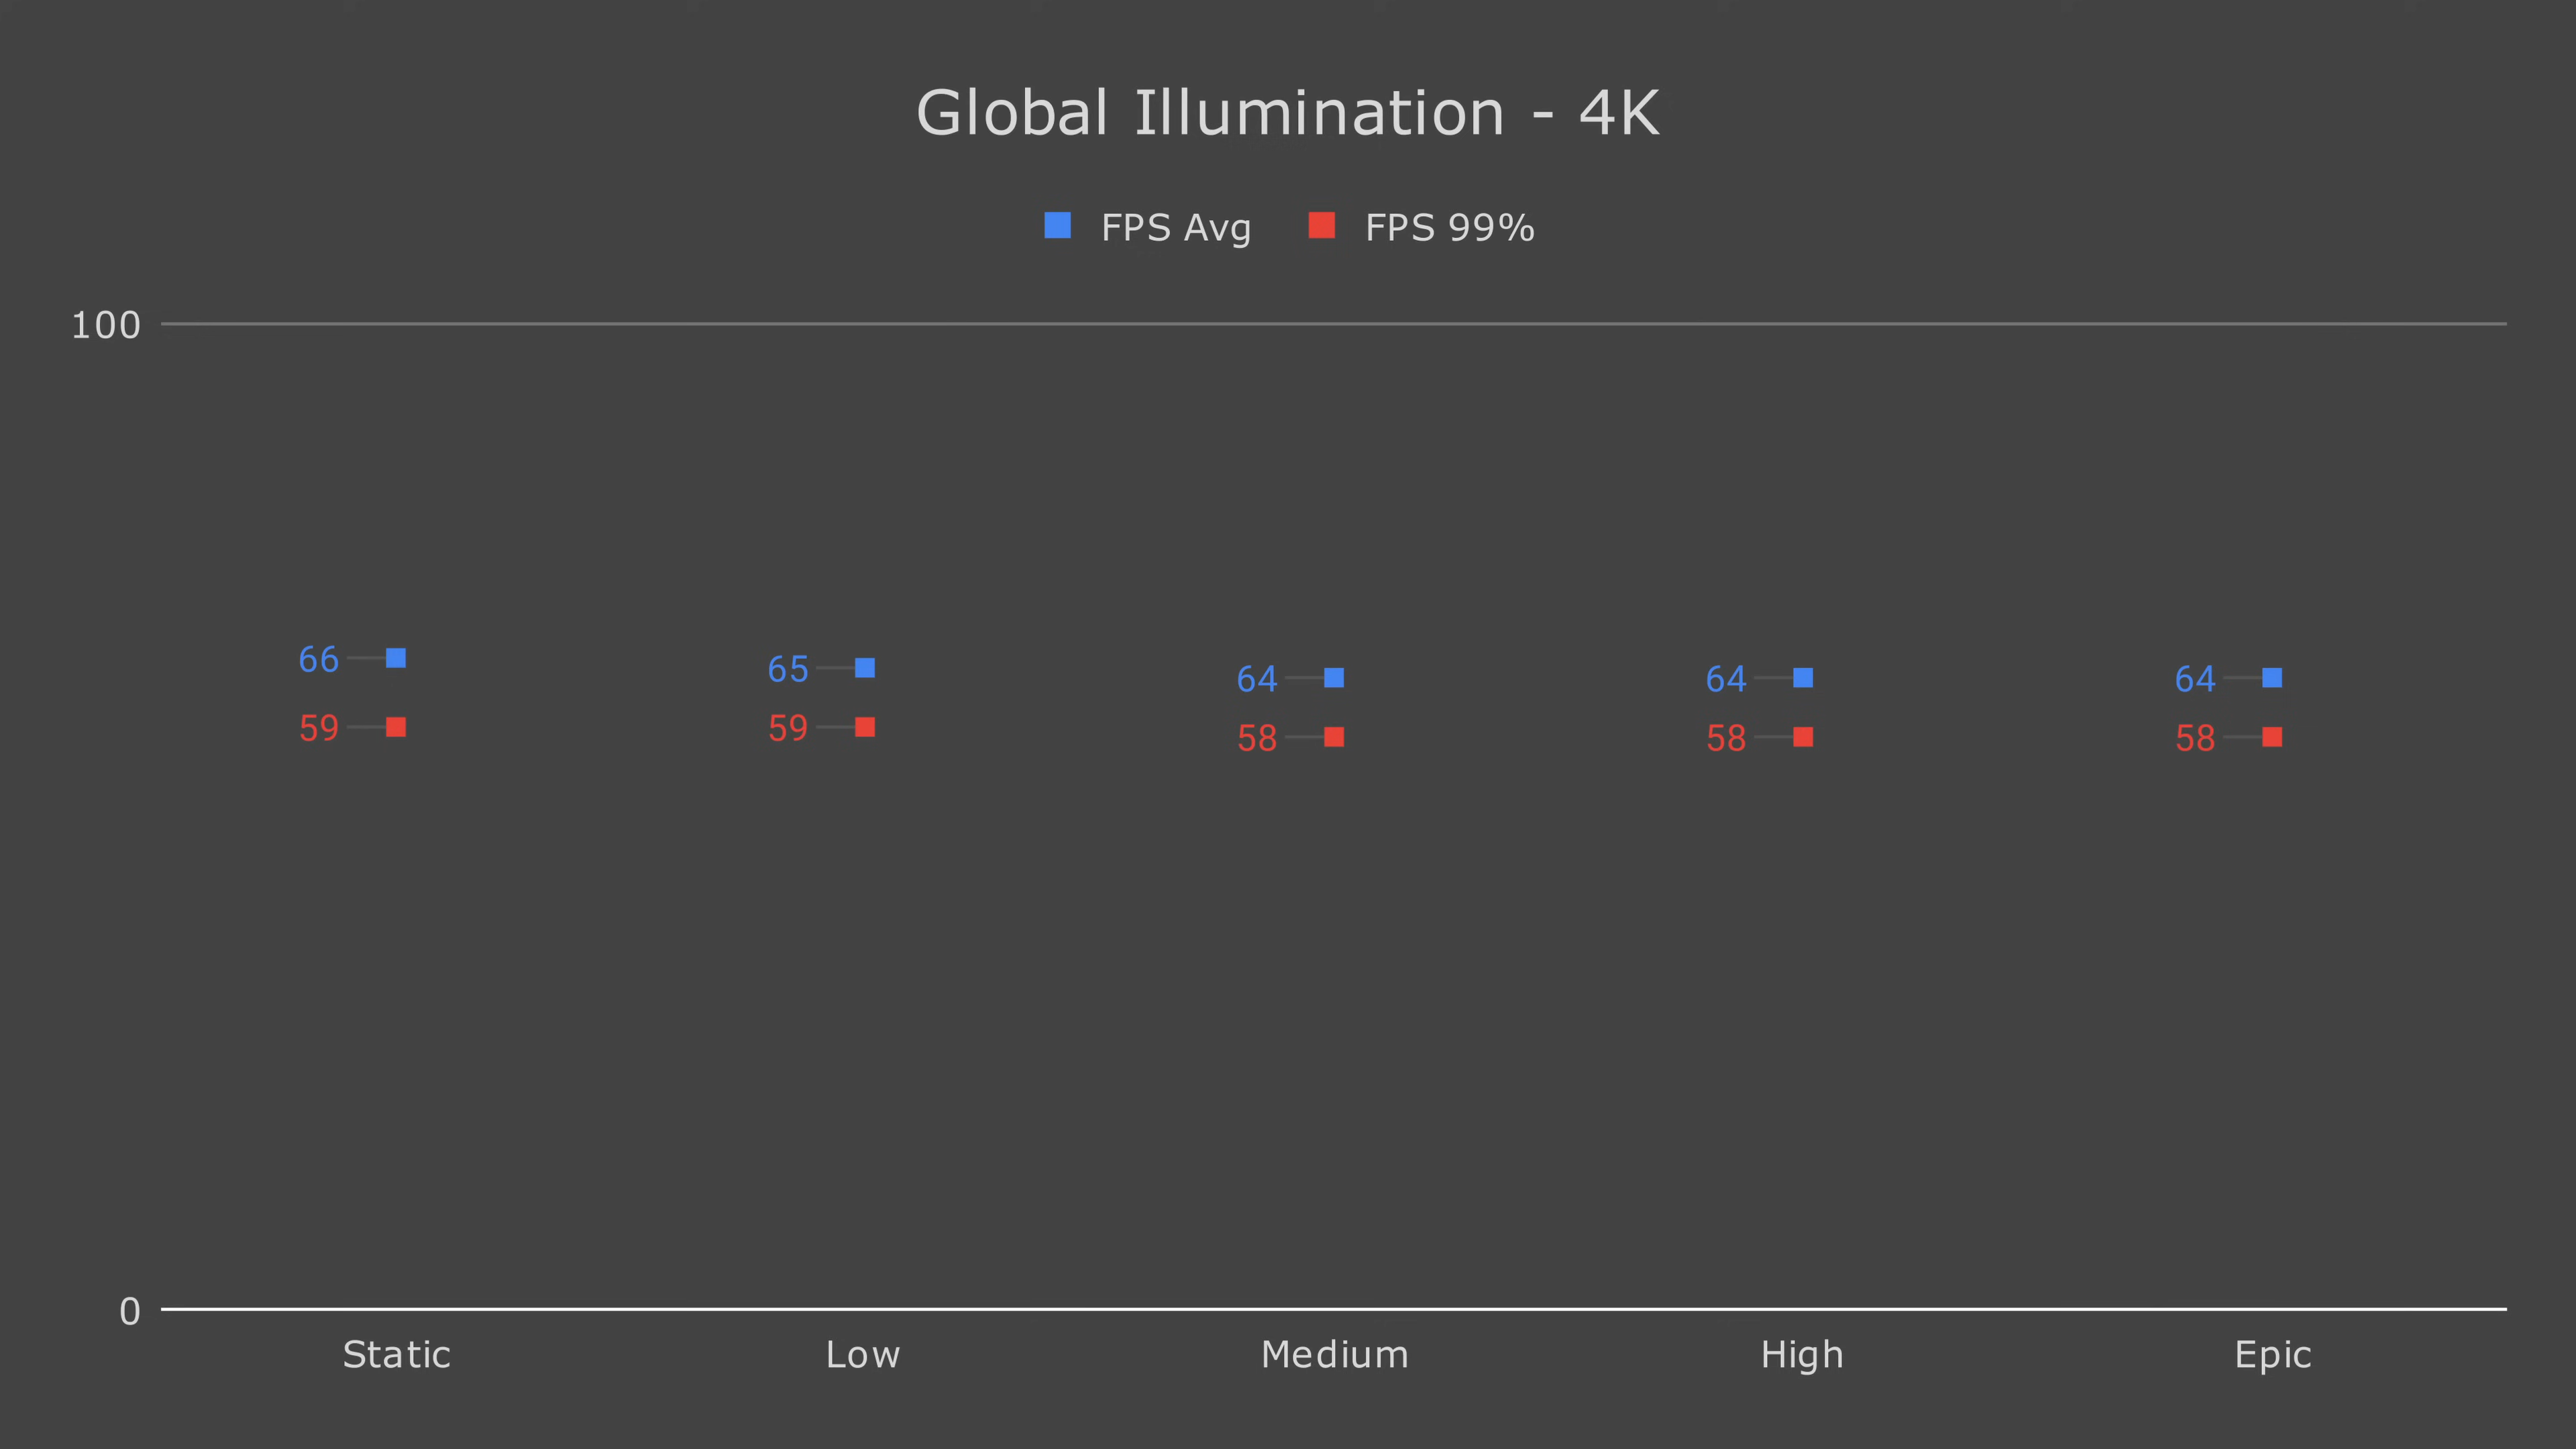 Global Illumination - 4K
FPS Avg FPS 99%
100
66 65 64 64 64
59 59 58 58 58
0
Static Low Medium High Epic